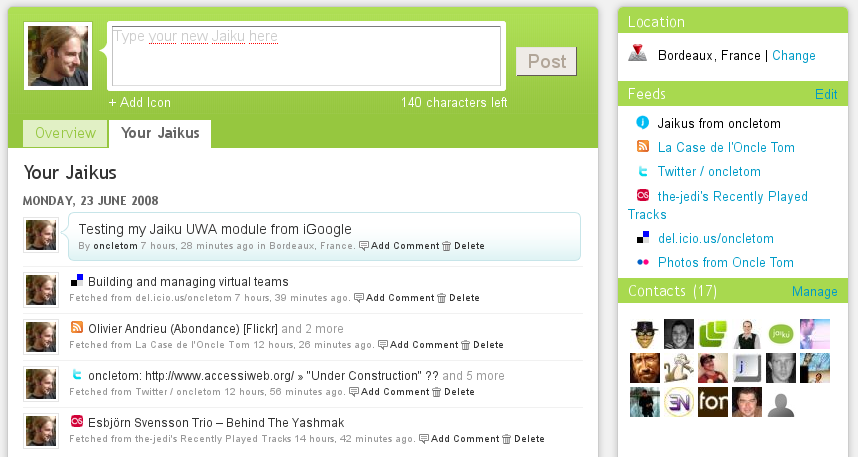 Type your new Jaiku here
Post
+ Add Icon
140 characters left
Overview
Your Jaikus
Your Jaikus
MONDAY, 23 JUNE 2008
Testing my Jaiku UWA module from iGoogle
By oncletom 7 hours, 28 minutes ago in Bordeaux, France. Add Comment Delete
Building and managing virtual teams
Fetched from del.icio.us/oncletom 7 hours, 39 minutes ago. Add Comment Delete
Olivier Andrieu (Abondance) [Flickr] and 2 more
Fetched from La Case de l'Oncle Tom 12 hours, 26 minutes ago. Add Comment Delete
oncletom: http://www.accessiweb.org/ » "Under Construction" ?? and 5 more
Fetched from Twitter / oncletom 12 hours, 56 minutes ago. Add Comment Delete
Esbjörn Svensson Trio – Behind The Yashmak
Fetched from the-jedi's Recently Played Tracks 14 hours, 42 minutes ago. Add Comment Delete
Location
Bordeaux, France | Change
Feeds Edit
Jaikus from oncletom
La Case de l'Oncle Tom
Twitter / oncletom
the-jedi's Recently Played
Tracks
del.icio.us/oncletom
Photos from Oncle Tom
Contacts (17) Manage
jaiku
j
EN
for